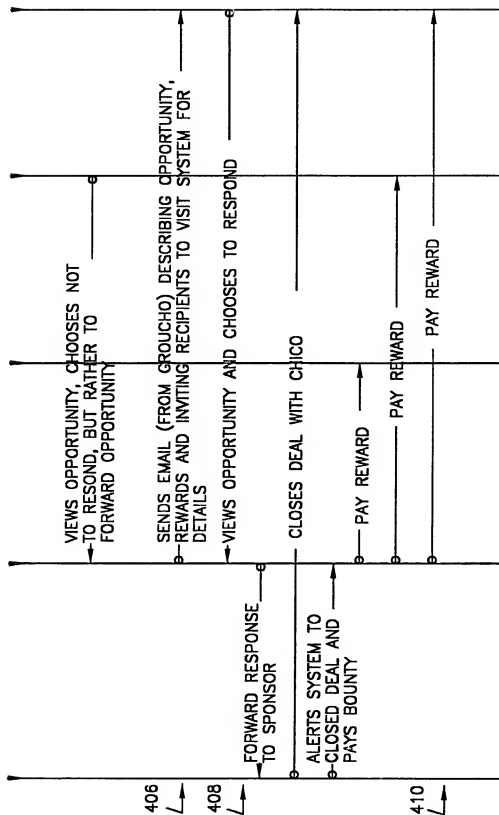 VIEWS OPPORTUNITY, CHOOSES NOT
TO RESOND, BUT RATHER TO
FORWARD OPPORTUNITY
406
SENDS EMAIL (FROM GROUCHO) DESCRIBING OPPORTUNITY,
REWARDS AND INVITING RECIPIENTS TO VISIT SYSTEM FOR
DETAILS
408
VIEWS OPPORTUNITY AND CHOOSES TO RESPOND
FORWARD RESPONSE
TO SPONSOR
CLOSES DEAL WITH CHICO
ALERTS SYSTEM TO
CLOSED DEAL AND
PAYS BOUNTY
PAY REWARD
PAY REWARD
PAY REWARD
410